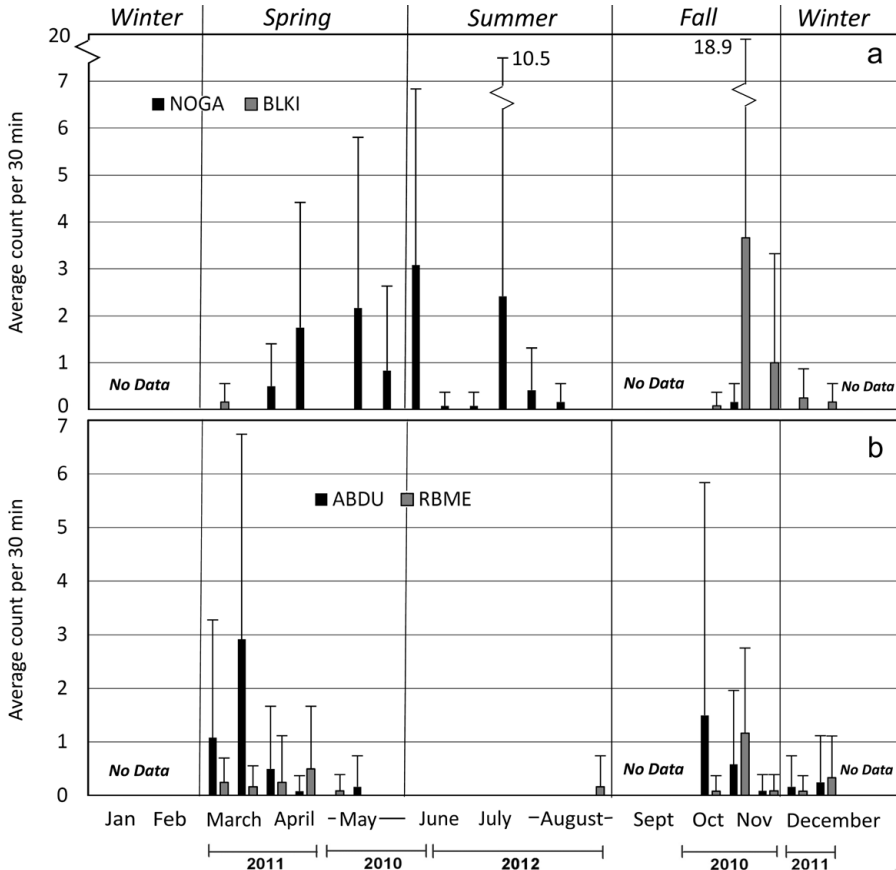 Winter Spring Summer Fall Winter
20
10.5
18.9
a
7
NOGA BLKI
6
5
4
3
2
1
0
Average count per 30 min
No Data
No Data
No Data
7
b
6
ABDU RBME
5
4
3
2
1
0
Average count per 30 min
No Data
No Data
No Data
Jan Feb March April May June July August Sept Oct Nov December
2011 2010 2012 2010 2011